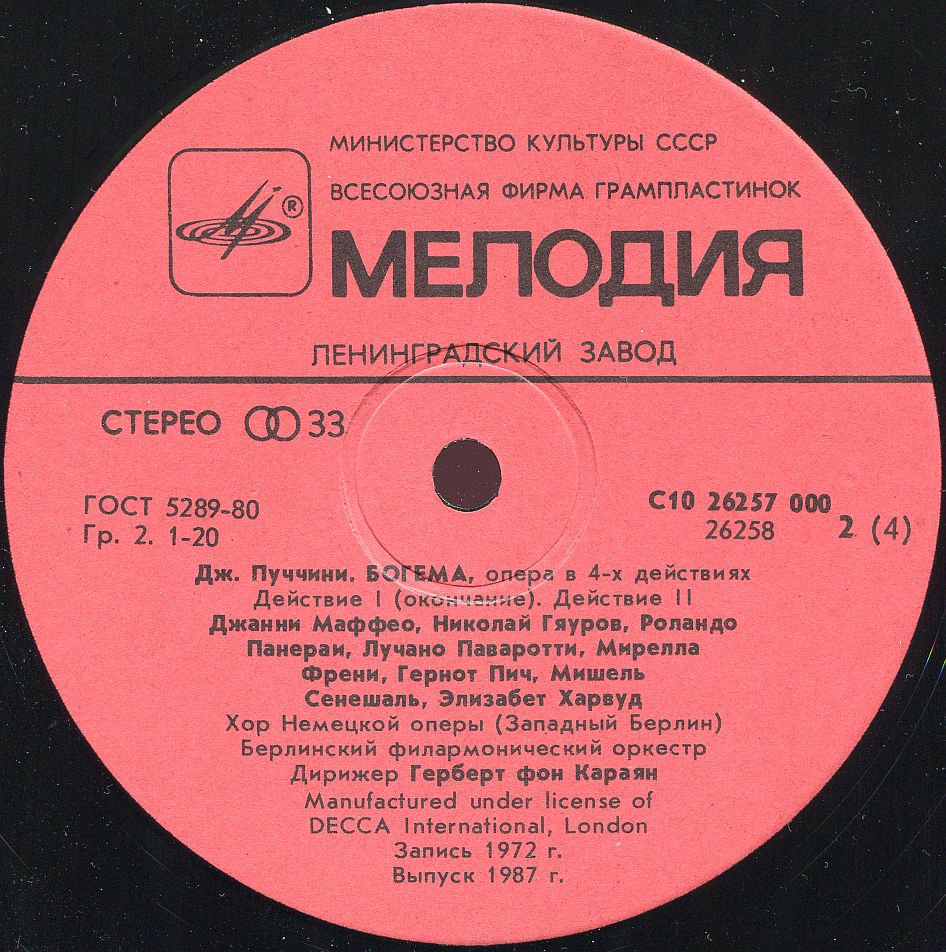 МИНИСТЕРСТВО КУЛЬТУРЫ СССР
ВСЕСОЮЗНАЯ ФИРМА ГРАМПЛАСТИНОК
®
МЕЛОДИЯ
ЛЕНИНГРАДСКИЙ ЗАВОД
СТЕРЕО 33
ГОСТ 5289-80
Гр. 2. 1-20
С10 26257 000
26258
2 (4)
Дж. Пуччини. БОГЕМА, опера в 4-х действиях
Действие I (окончание). Действие II
Джанни Маффео, Николай Гяуров, Роландо
Панераи, Лучано Паваротти, Мирелла
Френи, Гернот Пич, Мишель
Сенешаль, Элизабет Харвуд
Хор Немецкой оперы (Западный Берлин)
Берлинский филармонический оркестр
Дирижер Герберт фон Караян
Manufactured under license of
DECCA International, London
Запись 1972 г.
Выпуск 1987 г.